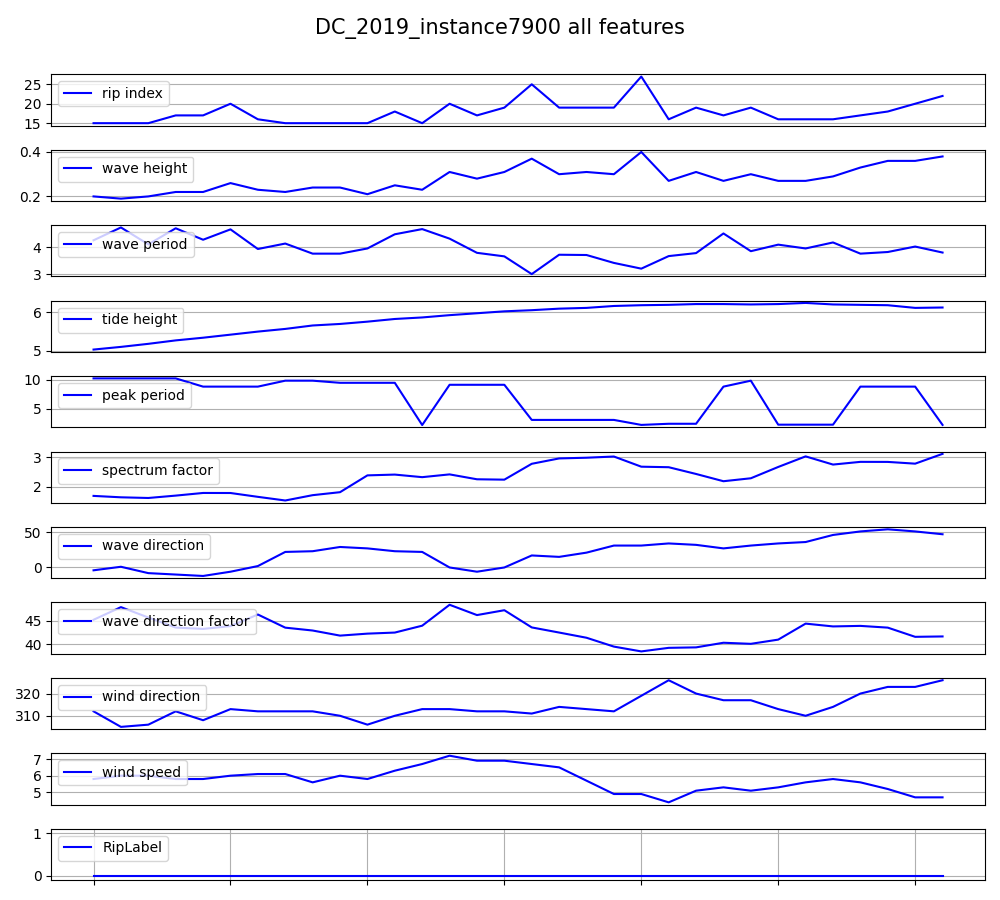 DC_2019_instance7900 all features
25
20
15
rip index
0.4
0.2
wave height
4
3
wave period
6
5
tide height
10
5
peak period
3
2
spectrum factor
50
0
wave direction
45
40
wave direction factor
320
310
wind direction
7
6
5
wind speed
1
0
RipLabel